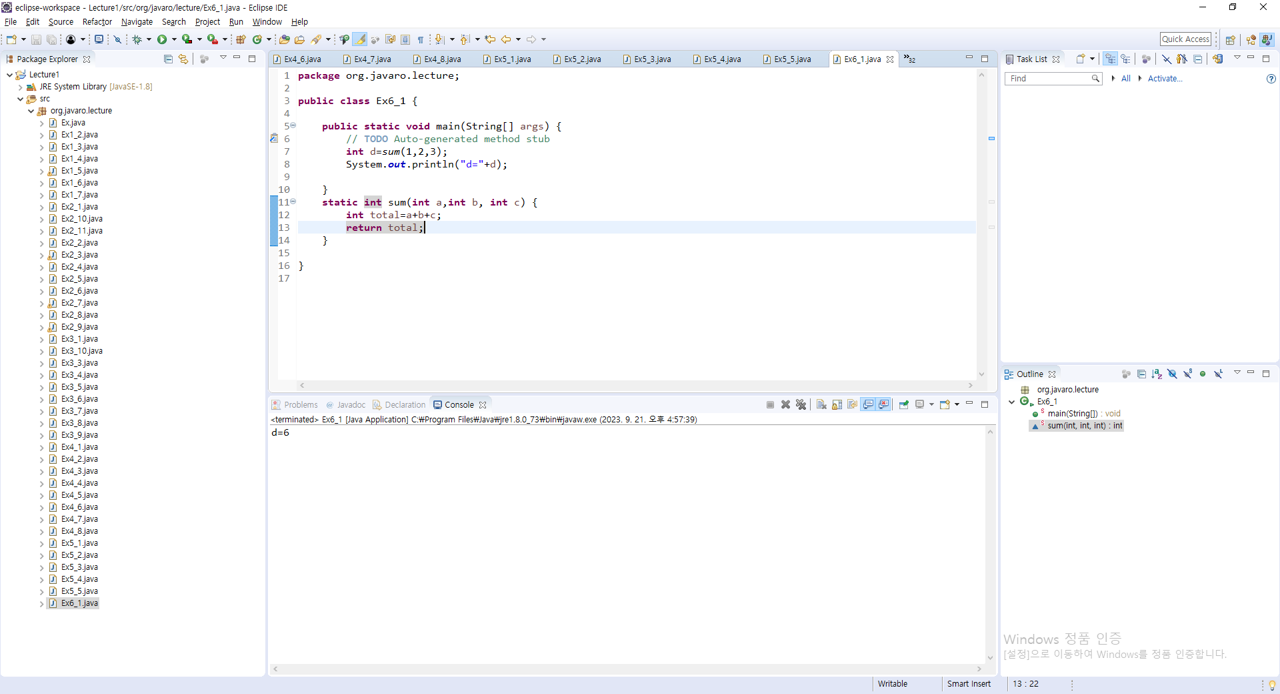 eclipse-workspace - Lecture1/src/org/javaro/lecture/Ex6_1.java - Eclipse IDE
File Edit Source Refactor Navigate Search Project Run Window Help
Quick Access
Package Explorer
Lecture1
JRE System Library [JavaSE-1.8]
src
org.javaro.lecture
Ex.java
Ex1_2.java
Ex1_3.java
Ex1_4.java
Ex1_5.java
Ex1_6.java
Ex1_7.java
Ex2_1.java
Ex2_10.java
Ex2_11.java
Ex2_2.java
Ex2_3.java
Ex2_4.java
Ex2_5.java
Ex2_6.java
Ex2_7.java
Ex2_8.java
Ex2_9.java
Ex3_1.java
Ex3_10.java
Ex3_3.java
Ex3_4.java
Ex3_5.java
Ex3_6.java
Ex3_7.java
Ex3_8.java
Ex3_9.java
Ex4_1.java
Ex4_2.java
Ex4_3.java
Ex4_4.java
Ex4_5.java
Ex4_6.java
Ex4_7.java
Ex4_8.java
Ex5_1.java
Ex5_2.java
Ex5_3.java
Ex5_4.java
Ex5_5.java
Ex6_1.java
Ex4_6.java Ex4_7.java Ex4_8.java Ex5_1.java Ex5_2.java Ex5_3.java Ex5_4.java Ex5_5.java Ex6_1.java »32
1 package org.javaro.lecture;
2
3 public class Ex6_1 {
4
5 public static void main(String[] args) {
6 // TODO Auto-generated method stub
7 int d=sum(1,2,3);
8 System.out.println("d="+d);
9
10 }
11 static int sum(int a,int b, int c) {
12 int total=a+b+c;
13 return total;
14 }
15
16 }
17
Problems Javadoc Declaration Console
<terminated> Ex6_1 [Java Application] C:₩Program Files₩Java₩jre1.8.0_73₩bin₩javaw.exe (2023. 9. 21. 오후 4:57:39)
d=6
Task List
Find All Activate...
Outline
org.javaro.lecture
Ex6_1
main(String[]) : void
sum(int, int, int) : int
Windows 정품 인증
[설정]으로 이동하여 Windows를 정품 인증합니다.
Writable Smart Insert 13 : 22